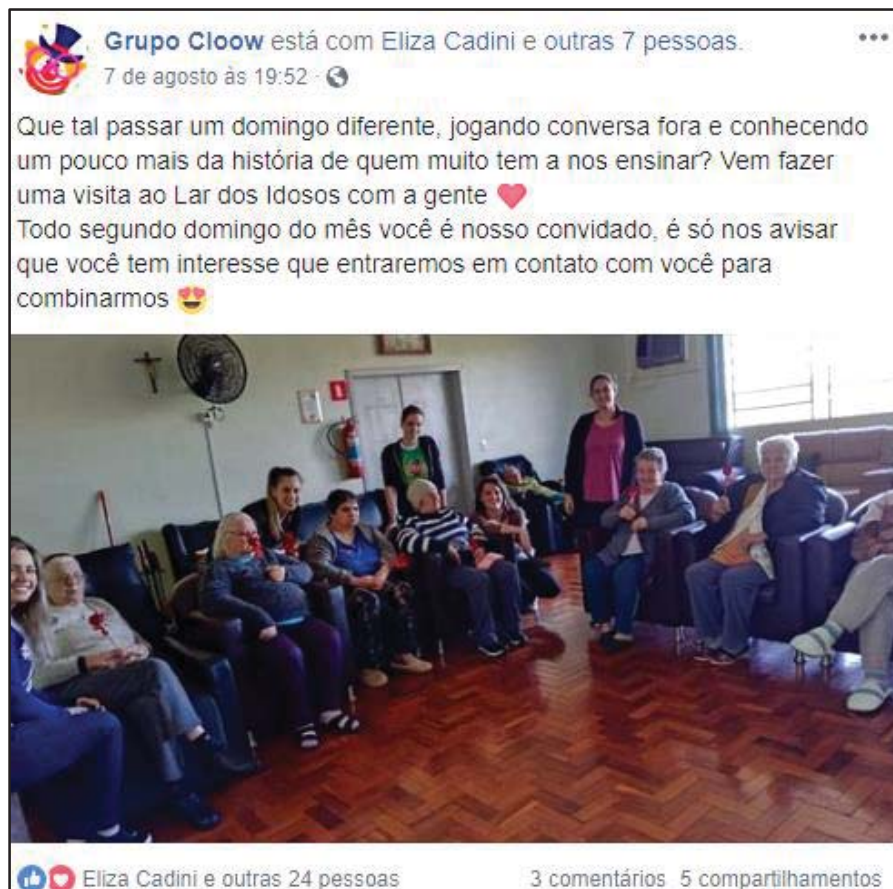 Grupo Cloow está com Eliza Cadini e outras 7 pessoas.
7 de agosto às 19:52 ·
Que tal passar um domingo diferente, jogando conversa fora e conhecendo
um pouco mais da história de quem muito tem a nos ensinar? Vem fazer
uma visita ao Lar dos Idosos com a gente ❤️
Todo segundo domingo do mês você é nosso convidado, é só nos avisar
que você tem interesse que entraremos em contato com você para
combinarmos 😍
Eliza Cadini e outras 24 pessoas 3 comentários 5 compartilhamentos